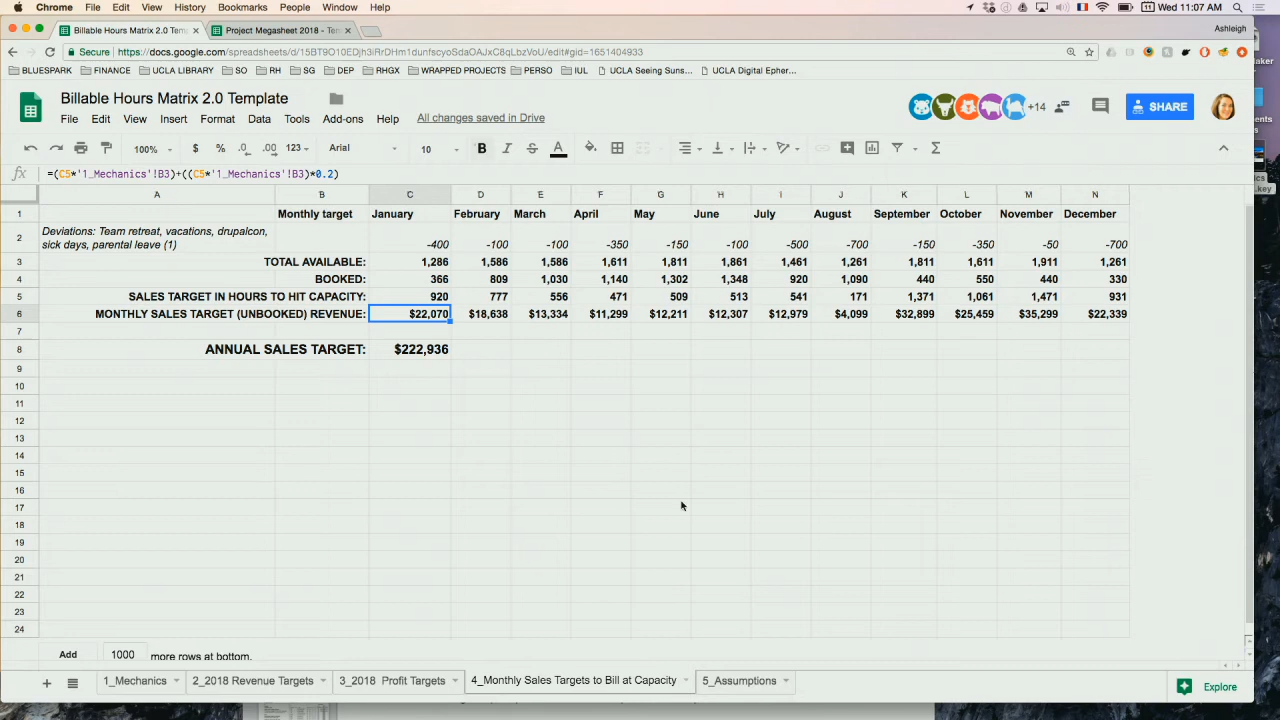 Chrome File Edit View History Bookmarks People Window Help 11 Wed 11:07 AM
Billable Hours Matrix 2.0 Temp × Project Megasheet 2018 - Tem × Ashleigh
Secure https://docs.google.com/spreadsheets/d/15BT9O10EDjh3iRrDHm1dunfscyoSdaOAJxC8qLbzVoU/edit#gid=1651404933
BLUESPARK FINANCE UCLA LIBRARY SO RH SG DEP RHGX WRAPPED PROJECTS PERSO IUL UCLA Seeing Suns... UCLA Digital Epher...
Billable Hours Matrix 2.0 Template +14 SHARE
File Edit View Insert Format Data Tools Add-ons Help All changes saved in Drive
100% $ % .0 .00 123 Arial 10 B I S A Σ
fx =(C5*'1_Mechanics'!B3)+((C5*'1_Mechanics'!B3)*0.2)
A B C D E F G H I J K L M N
1 Monthly target January February March April May June July August September October November December
Deviations: Team retreat, vacations, drupalcon,
2 sick days, parental leave (1) -400 -100 -100 -350 -150 -100 -500 -700 -150 -350 -50 -700
3 TOTAL AVAILABLE: 1,286 1,586 1,586 1,611 1,811 1,861 1,461 1,261 1,811 1,611 1,911 1,261
4 BOOKED: 366 809 1,030 1,140 1,302 1,348 920 1,090 440 550 440 330
5 SALES TARGET IN HOURS TO HIT CAPACITY: 920 777 556 471 509 513 541 171 1,371 1,061 1,471 931
6 MONTHLY SALES TARGET (UNBOOKED) REVENUE: $22,070 $18,638 $13,334 $11,299 $12,211 $12,307 $12,979 $4,099 $32,899 $25,459 $35,299 $22,339
7
8 ANNUAL SALES TARGET: $222,936
9
10
11
12
13
14
15
16
17
18
19
20
21
22
23
24
Add 1000 more rows at bottom.
1_Mechanics 2_2018 Revenue Targets 3_2018 Profit Targets 4_Monthly Sales Targets to Bill at Capacity 5_Assumptions Explore